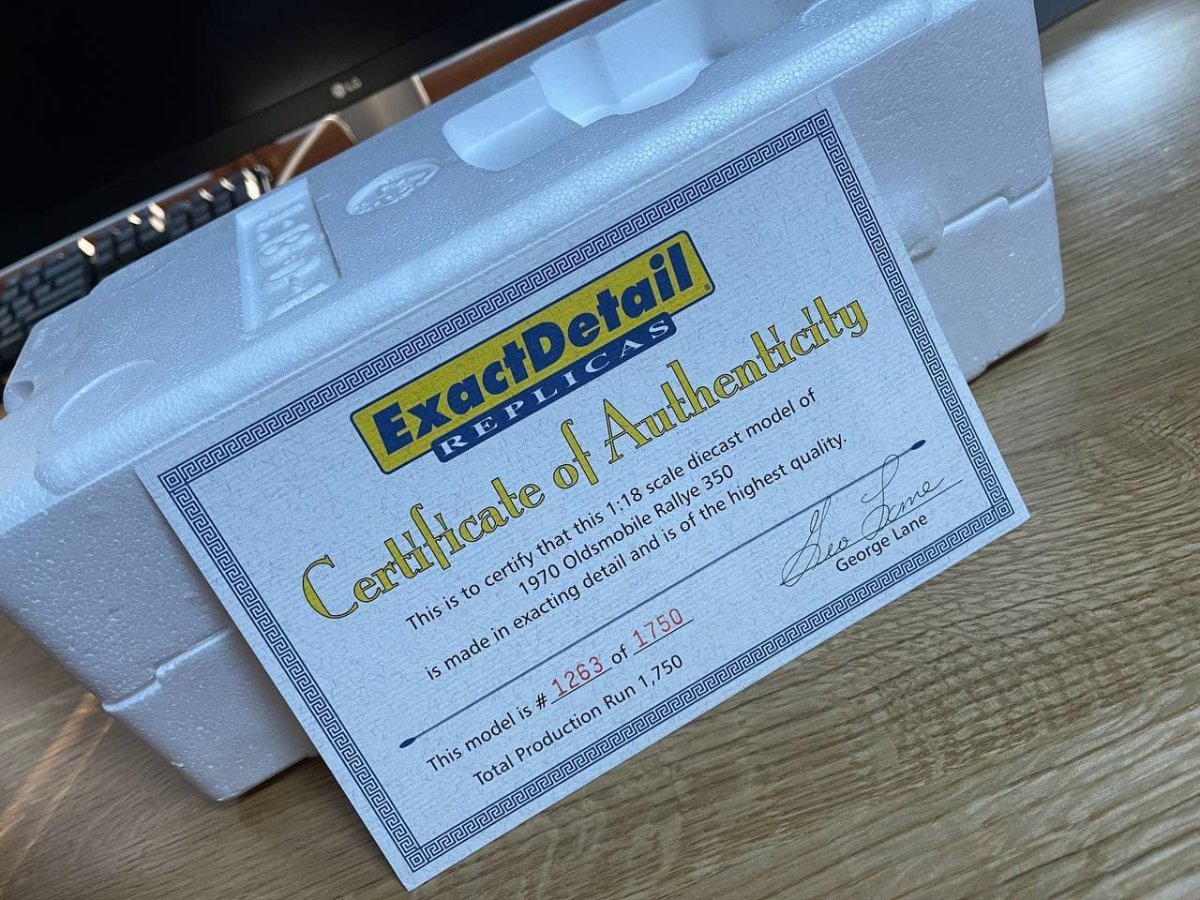 LG
ExactDetail
REPLICAS
Certificate of Authenticity
This is to certify that this 1:18 scale diecast model of
1970 Oldsmobile Rallye 350
is made in exacting detail and is of the highest quality.
Geo Lane
George Lane
This model is # 1263 of 1750
Total Production Run 1,750